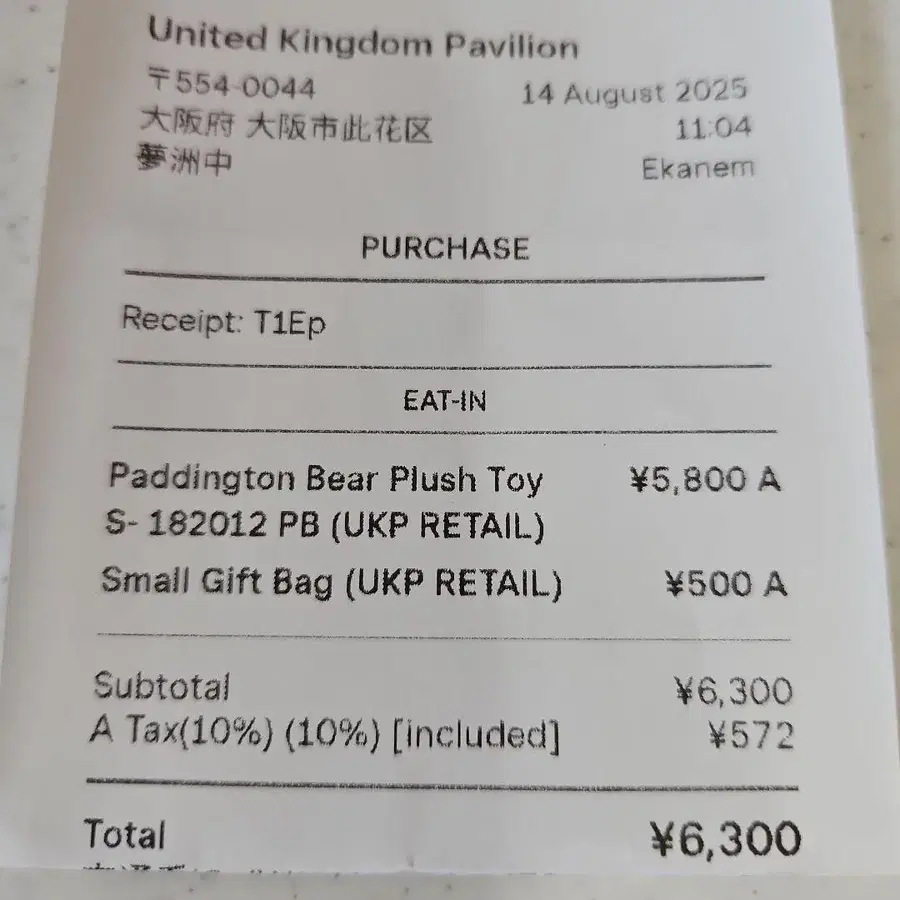 United Kingdom Pavilion
〒554-0044
14 August 2025
大阪府 大阪市此花区
11:04
夢洲中
Ekanem
PURCHASE
Receipt: T1Ep
EAT-IN
Paddington Bear Plush Toy ¥5,800 A
S- 182012 PB (UKP RETAIL)
Small Gift Bag (UKP RETAIL) ¥500 A
Subtotal ¥6,300
A Tax(10%) (10%) [included] ¥572
Total ¥6,300